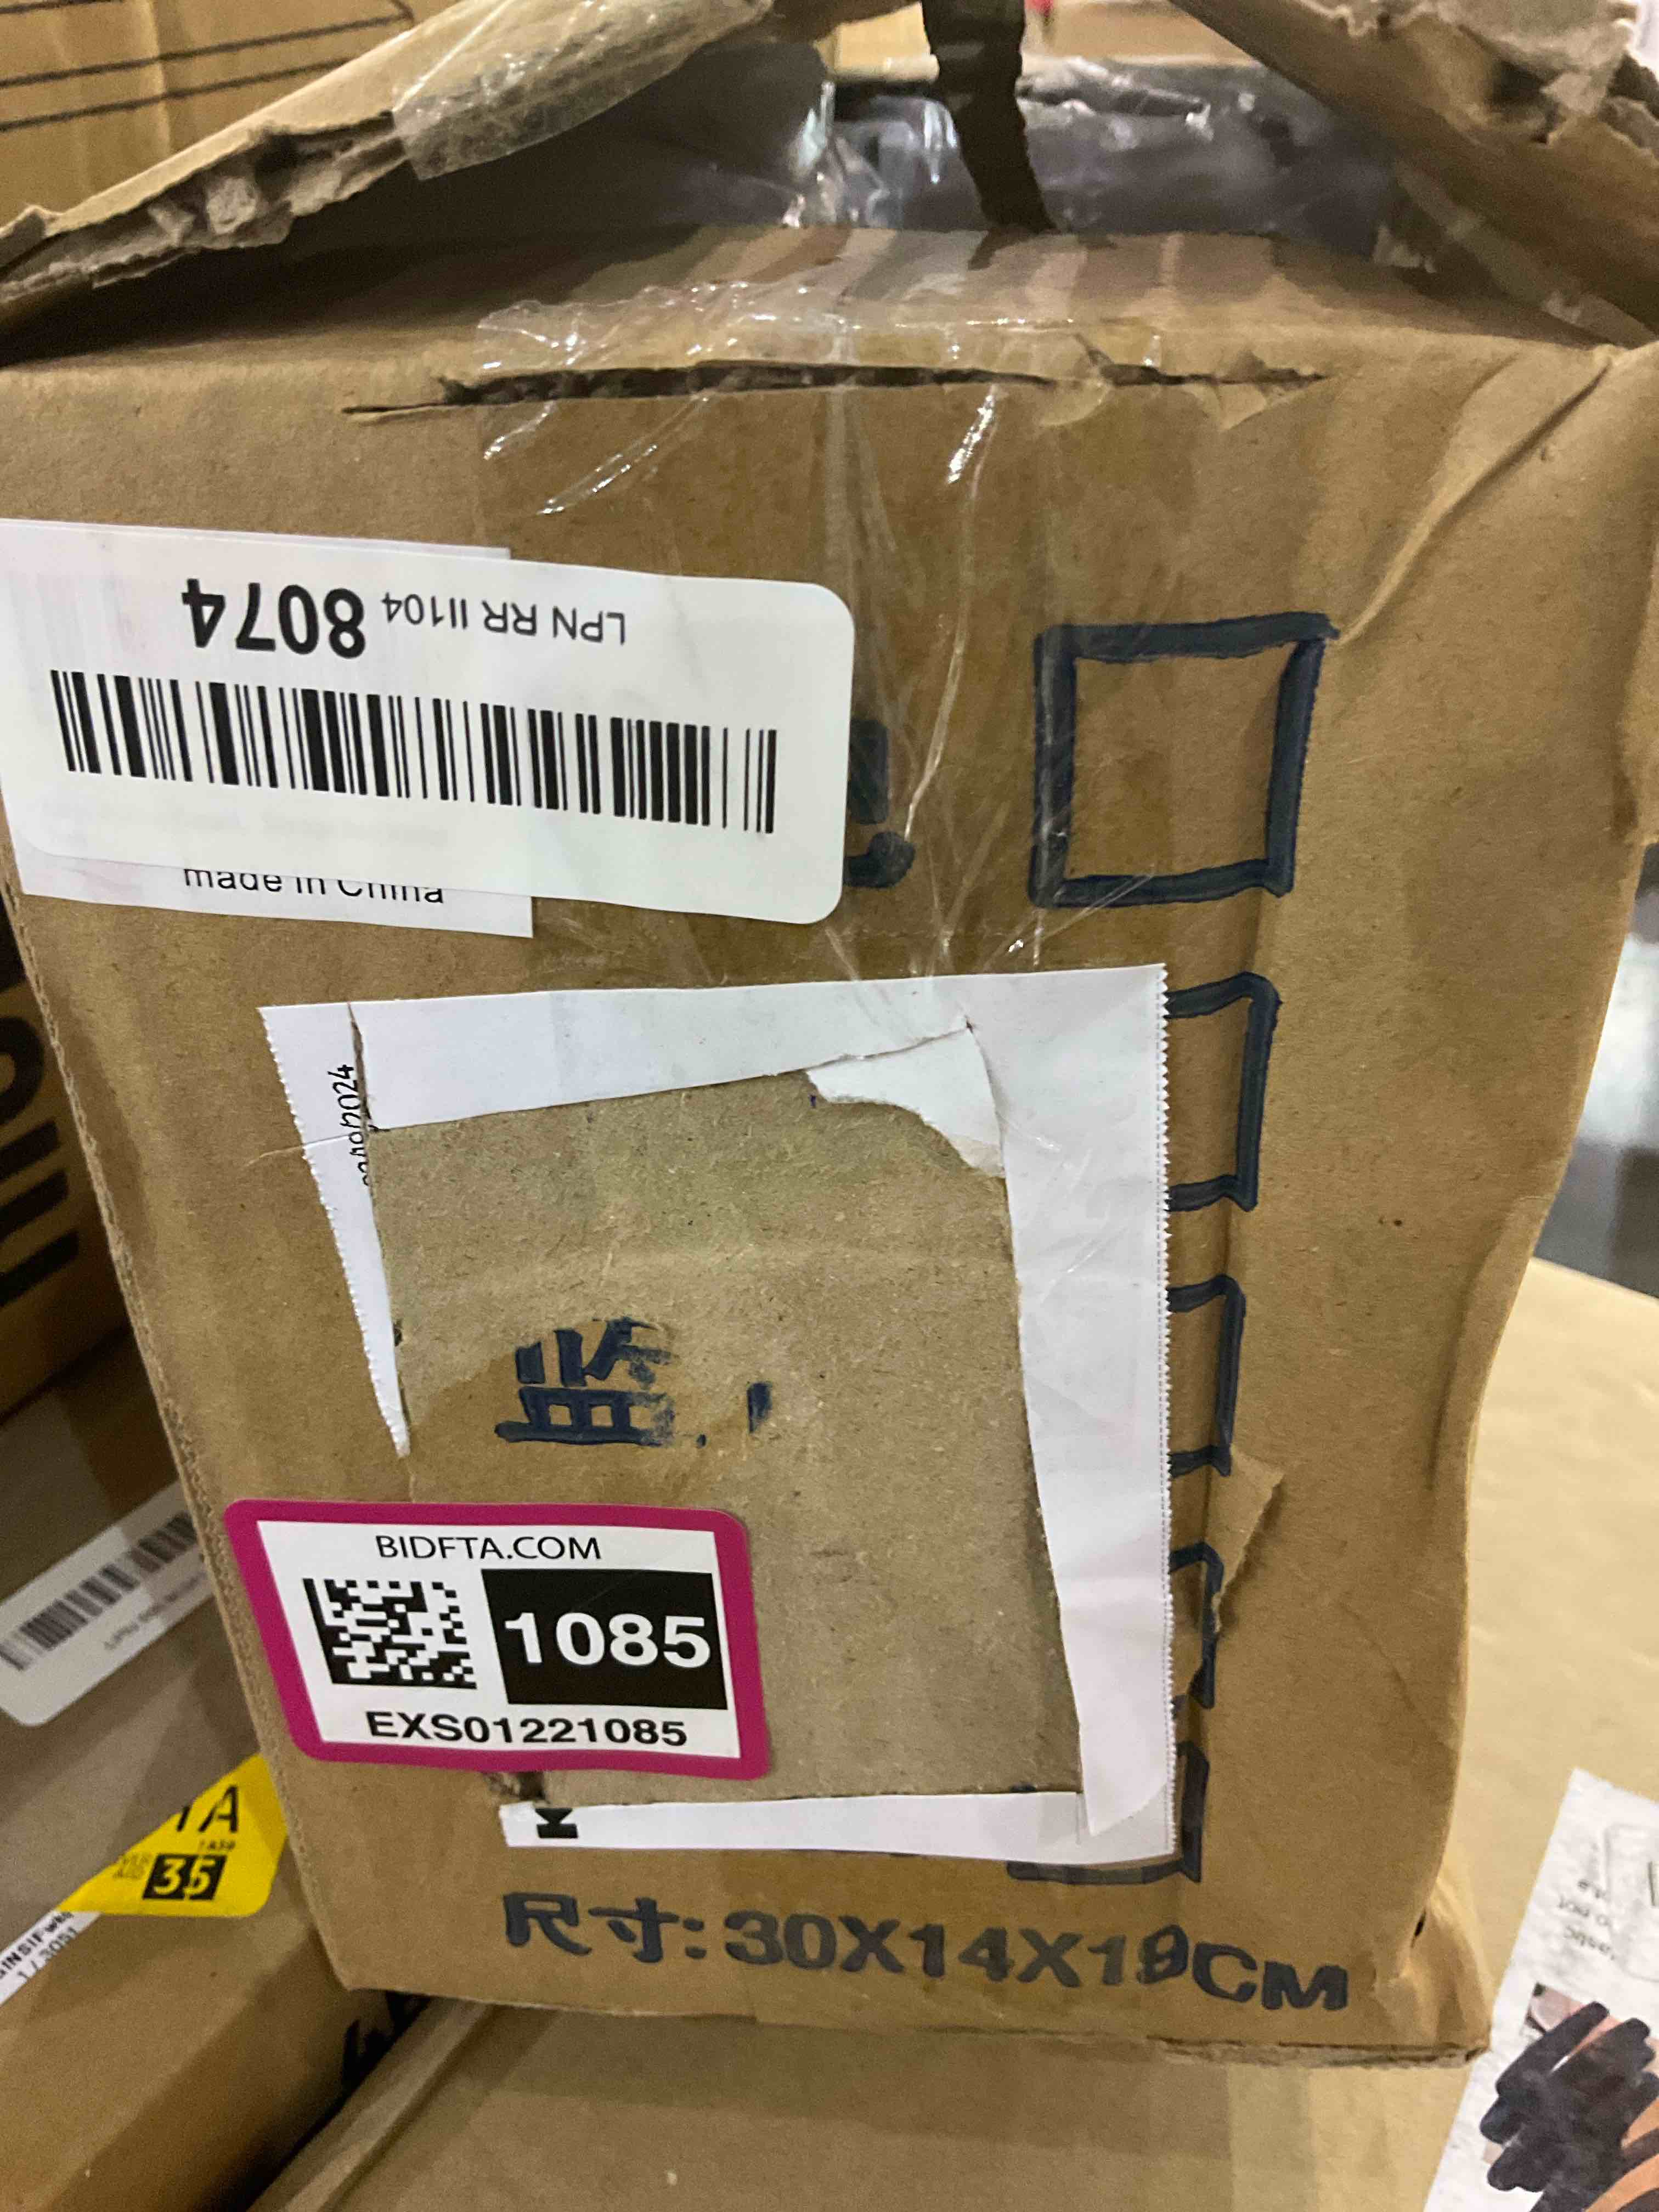 LPN RR II104 8074
made in China
监
BIDFTA.COM
1085
EXS01221085
35
尺寸:30X14X19CM